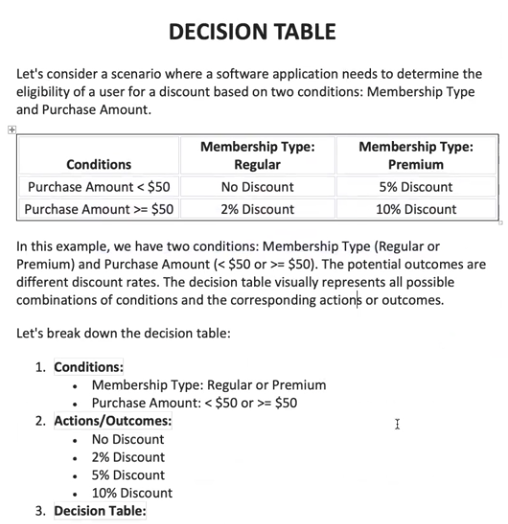 DECISION TABLE
Let's consider a scenario where a software application needs to determine the
eligibility of a user for a discount based on two conditions: Membership Type
and Purchase Amount.
Conditions Membership Type: Regular Membership Type: Premium
Purchase Amount < $50 No Discount 5% Discount
Purchase Amount >= $50 2% Discount 10% Discount
In this example, we have two conditions: Membership Type (Regular or
Premium) and Purchase Amount (< $50 or >= $50). The potential outcomes are
different discount rates. The decision table visually represents all possible
combinations of conditions and the corresponding actions or outcomes.
Let's break down the decision table:
1. Conditions:
• Membership Type: Regular or Premium
• Purchase Amount: < $50 or >= $50
2. Actions/Outcomes:
• No Discount
• 2% Discount
• 5% Discount
• 10% Discount
3. Decision Table: